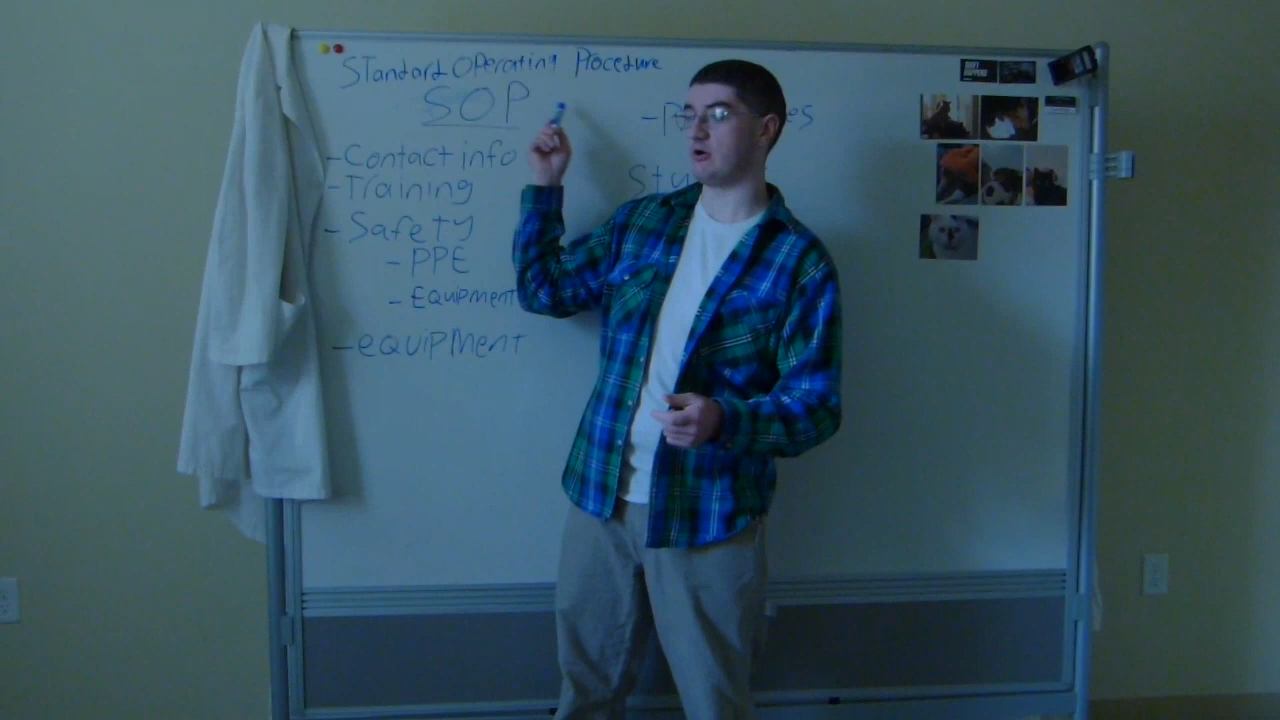 STandard OPerating Procedure
SOP
- Contact info
- Training
- Safety
- PPE
- EQuipment
- equipment